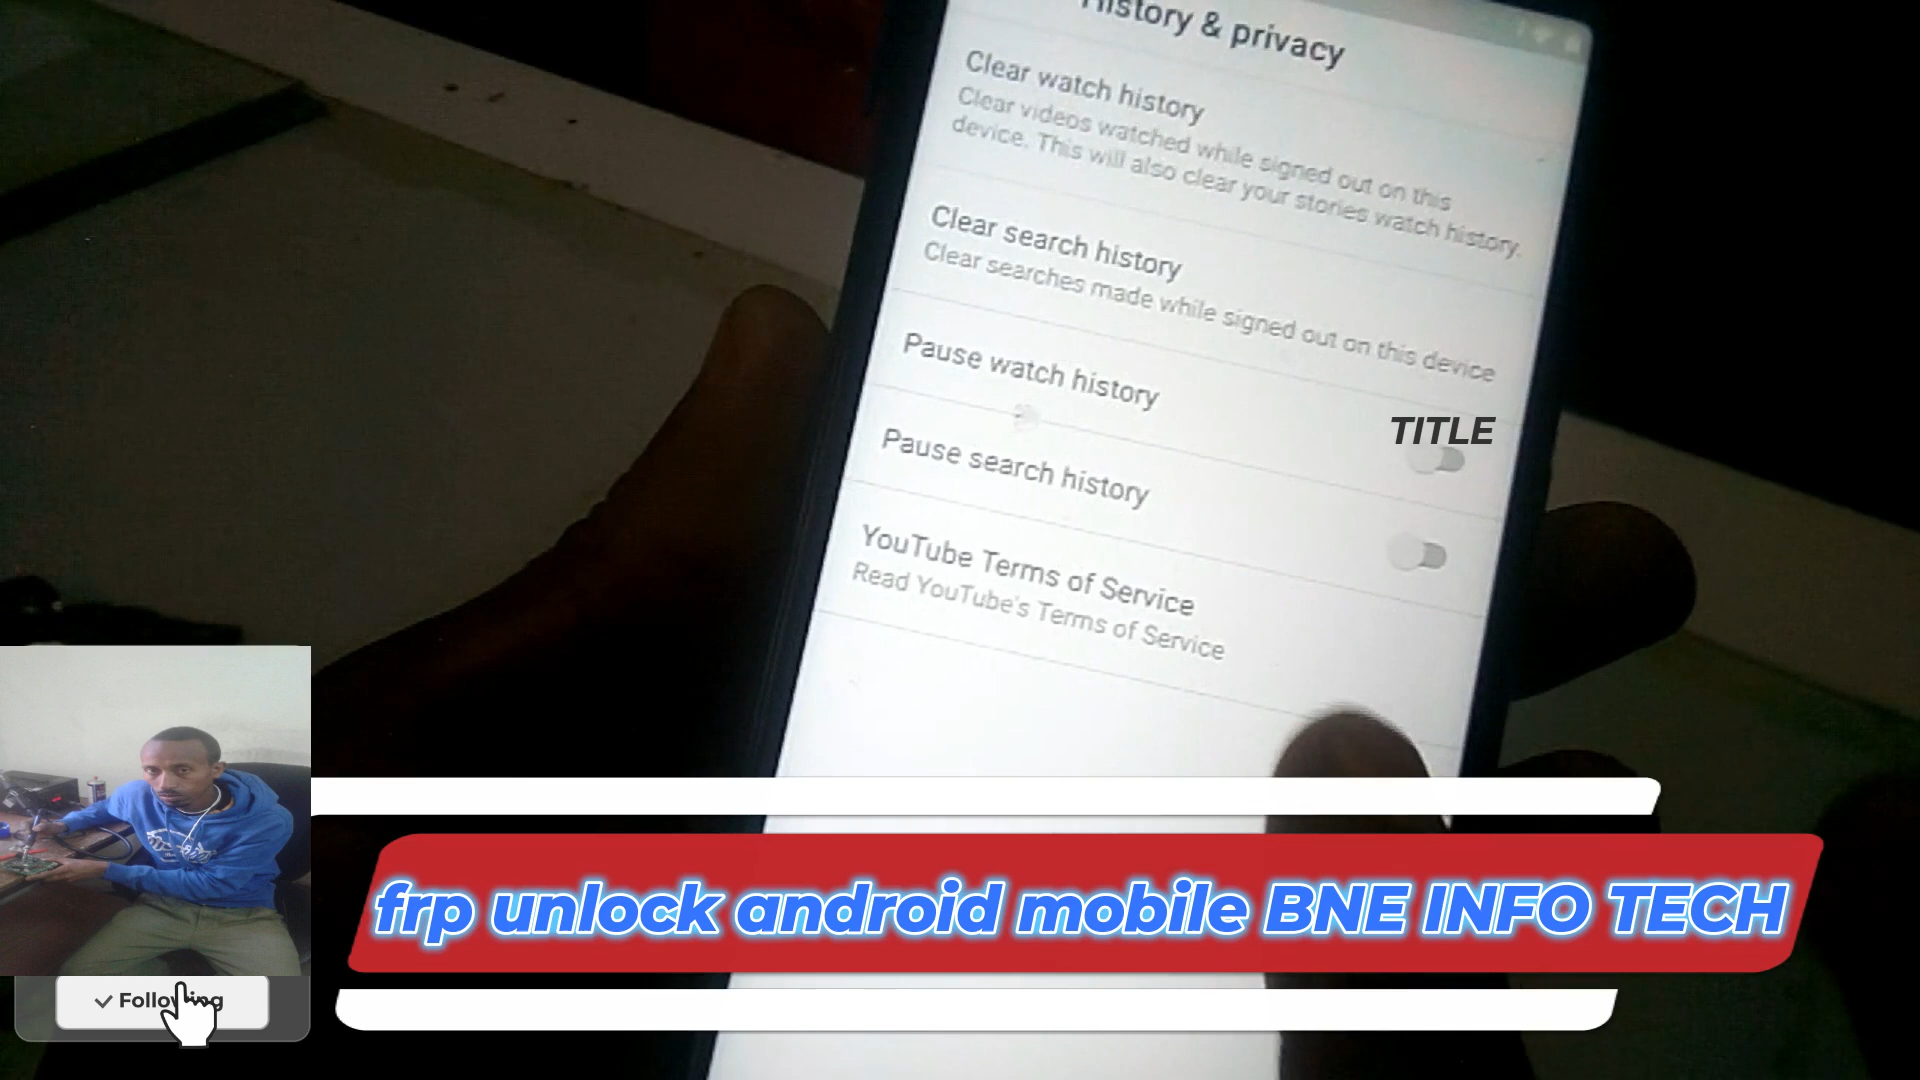 History & privacy
Clear watch history
Clear videos watched while signed out on this
device. This will also clear your stories watch history.
Clear search history
Clear searches made while signed out on this device
Pause watch history
TITLE
Pause search history
YouTube Terms of Service
Read YouTube's Terms of Service
frp unlock android mobile BNE INFO TECH
Following